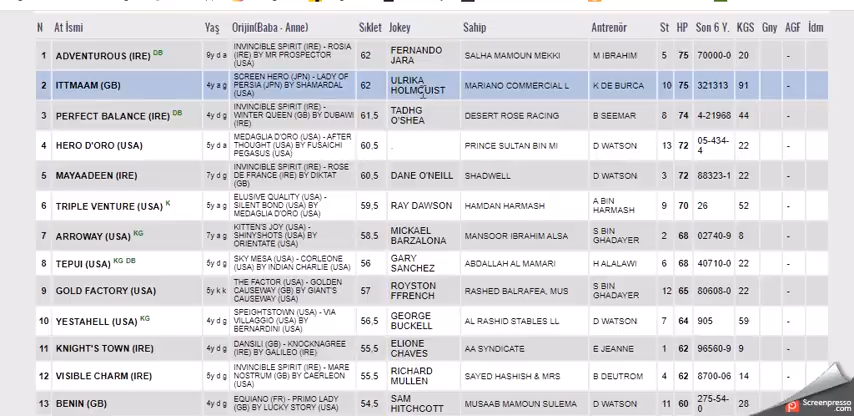 N At İsmi Yaş Orijin(Baba - Anne) Sıklet Jokey Sahip Antrenör St HP Son 6 Y. KGS Gny AGF İdm
1 ADVENTUROUS (IRE) DB 9y d a INVINCIBLE SPIRIT (IRE) - ROSIA (IRE) BY MR PROSPECTOR (USA) 62 FERNANDO JARA SALHA MAMOUN MEKKI M IBRAHIM 5 75 70000-0 20 -
2 ITTMAAM (GB) 4y a g SCREEN HERO (JPN) - LADY OF PERSIA (JPN) BY SHAMARDAL (USA) 62 ULRIKA HOLMQUIST MARIANO COMMERCIAL L K DE BURCA 10 75 321313 91 -
3 PERFECT BALANCE (IRE) DB 4y d g INVINCIBLE SPIRIT (IRE) - WINTER QUEEN (GB) BY DUBAWI (IRE) 61,5 TADHG O'SHEA DESERT ROSE RACING B SEEMAR 8 74 4-21968 44 -
4 HERO D'ORO (USA) 5y d a MEDAGLIA D'ORO (USA) - AFTER THOUGHT (USA) BY FUSAICHI PEGASUS (USA) 60,5 . PRINCE SULTAN BIN MI D WATSON 13 72 05-434-4 22 -
5 MAYAADEEN (IRE) 7y d g INVINCIBLE SPIRIT (IRE) - ROSE DE FRANCE (IRE) BY DIKTAT (GB) 60,5 DANE O'NEILL SHADWELL D WATSON 3 72 88323-1 22 -
6 TRIPLE VENTURE (USA) K 5y a g ELUSIVE QUALITY (USA) - SILENT BOND (USA) BY MEDAGLIA D'ORO (USA) 59,5 RAY DAWSON HAMDAN HARMASH A BIN HARMASH 9 70 26 52 -
7 ARROWAY (USA) KG 7y a g KITTEN'S JOY (USA) - SHINYSHOTS (USA) BY ORIENTATE (USA) 58.5 MICKAEL BARZALONA MANSOOR IBRAHIM ALSA S BIN GHADAYER 2 68 02740-9 8 -
8 TEPUI (USA) KG DB 5y d g SKY MESA (USA) - CORLEONE (USA) BY INDIAN CHARLIE (USA) 56 GARY SANCHEZ ABDALLAH AL MAMARI H ALALAWI 6 68 40710-0 22 -
9 GOLD FACTORY (USA) 5y k k THE FACTOR (USA) - GOLDEN CAUSEWAY (GB) BY GIANT'S CAUSEWAY (USA) 57 ROYSTON FFRENCH RASHED BALRAFEA, MUS S BIN GHADAYER 12 65 80608-0 22 -
10 YESTAHELL (USA) KG 4y d g SPEIGHTSTOWN (USA) - VIA VILLAGGIO (USA) BY BERNARDINI (USA) 56,5 GEORGE BUCKELL AL RASHID STABLES LL D WATSON 7 64 905 59 -
11 KNIGHT'S TOWN (IRE) 4y d g DANSILI (GB) - KNOCKNAGREE (IRE) BY GALILEO (IRE) 55,5 ELIONE CHAVES AA SYNDICATE E JEANNE 1 62 96560-9 9 -
12 VISIBLE CHARM (IRE) 5y d g INVINCIBLE SPIRIT (IRE) - MARE NOSTRUM (GB) BY CAERLEON (USA) 55.5 RICHARD MULLEN SAYED HASHISH & MRS B DEUTROM 4 62 8700-06 14 -
13 BENIN (GB) 4y d g EQUIANO (FR) - PRIMO LADY (GB) BY LUCKY STORY (USA) 54.5 SAM HITCHCOTT MUSAAB MAMOUN SULEMA D WATSON 11 60 275-54-0 28 -
Screenpresso.com